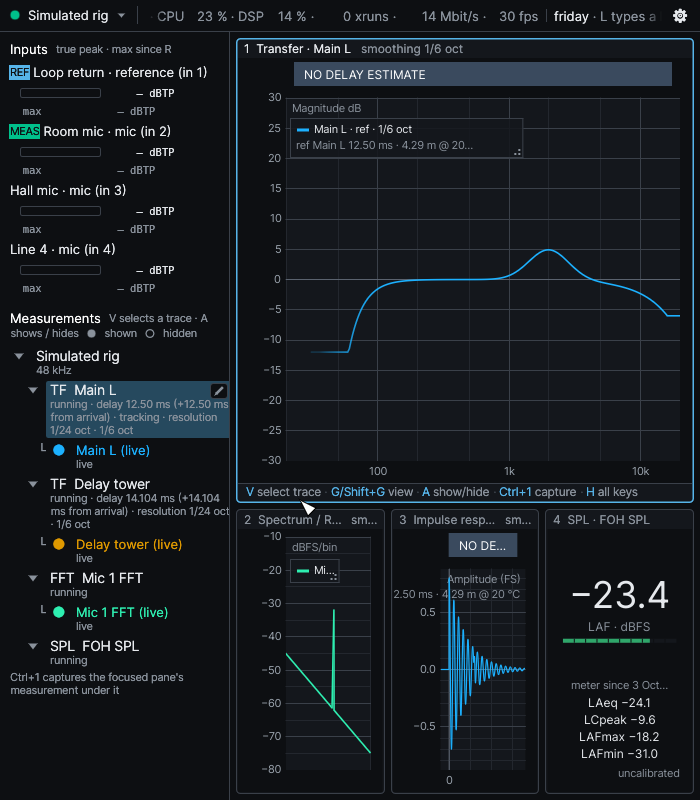 Simulated rig
CPU 23 % · DSP 14 % · 0 xruns · 14 Mbit/s · 30 fps friday · L types a
Inputs true peak · max since R
REF Loop return · reference (in 1)
– dBTP
max – dBTP
MEAS Room mic · mic (in 2)
– dBTP
max – dBTP
Hall mic · mic (in 3)
– dBTP
max – dBTP
Line 4 · mic (in 4)
– dBTP
max – dBTP
Measurements V selects a trace · A
shows / hides shown hidden
Simulated rig
48 kHz
TF Main L
running · delay 12.50 ms (+12.50 ms
from arrival) · tracking · resolution
1/24 oct · 1/6 oct
Main L (live)
live
TF Delay tower
running · delay 14.104 ms (+14.104
ms from arrival) · resolution 1/24 oct
· 1/6 oct
Delay tower (live)
live
FFT Mic 1 FFT
running
Mic 1 FFT (live)
live
SPL FOH SPL
running
Ctrl+1 captures the focused pane's
measurement under it
1 Transfer · Main L smoothing 1/6 oct
NO DELAY ESTIMATE
Magnitude dB
Main L · ref · 1/6 oct
ref Main L 12.50 ms · 4.29 m @ 20...
30
25
20
15
10
5
0
−5
−10
−15
−20
−25
−30
100 1k 10k
V select trace · G/Shift+G view · A show/hide · Ctrl+1 capture · H all keys
2 Spectrum / R... sm...
dBFS/bin
Mi...
−10
−20
−30
−40
−50
−60
−70
−80
3 Impulse resp... sm...
NO DE...
Amplitude (FS)
2.50 ms · 4.29 m @ 20 °C
0.5
0.0
−0.5
0
4 SPL · FOH SPL
−23.4
LAF · dBFS
meter since 3 Oct...
LAeq −24.1
LCpeak −9.6
LAFmax −18.2
LAFmin −31.0
uncalibrated